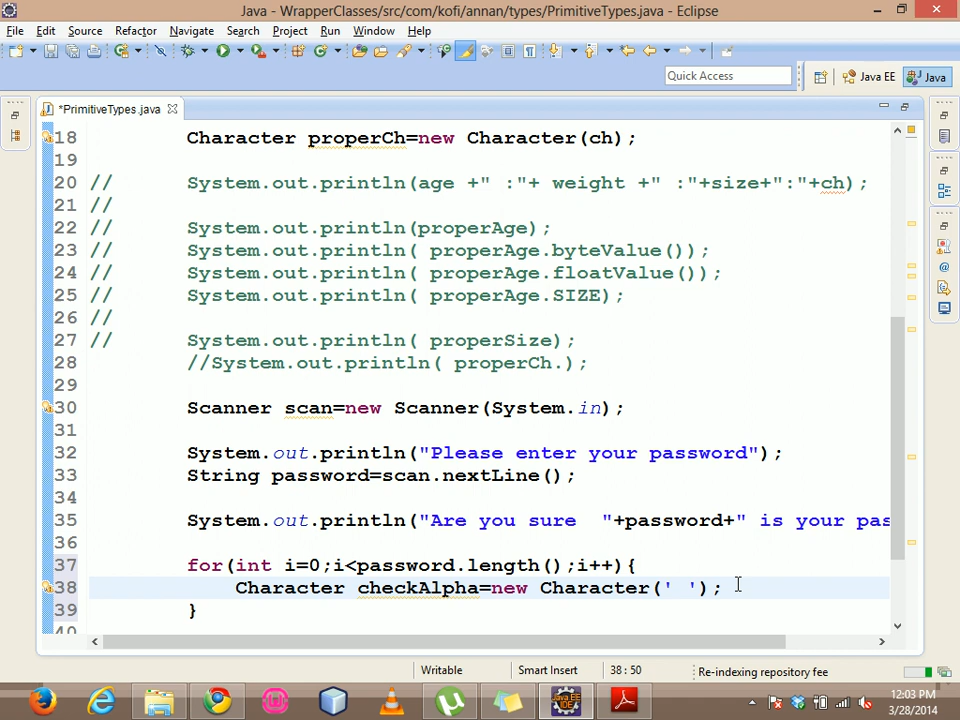 Java - WrapperClasses/src/com/kofi/annan/types/PrimitiveTypes.java - Eclipse
File Edit Source Refactor Navigate Search Project Run Window Help
Quick Access
Java EE
Java
*PrimitiveTypes.java
18 Character properCh=new Character(ch);
19
20 // System.out.println(age +" :"+ weight +" :"+size+":"+ch);
21 //
22 // System.out.println(properAge);
23 // System.out.println( properAge.byteValue());
24 // System.out.println( properAge.floatValue());
25 // System.out.println( properAge.SIZE);
26 //
27 // System.out.println( properSize);
28 //System.out.println( properCh.);
29
30 Scanner scan=new Scanner(System.in);
31
32 System.out.println("Please enter your password");
33 String password=scan.nextLine();
34
35 System.out.println("Are you sure  "+password+" is your pas
36
37 for(int i=0;i<password.length();i++){
38 Character checkAlpha=new Character(' ');
39 }
40
Writable
Smart Insert
38 : 50
Re-indexing repository fee
12:03 PM
3/28/2014